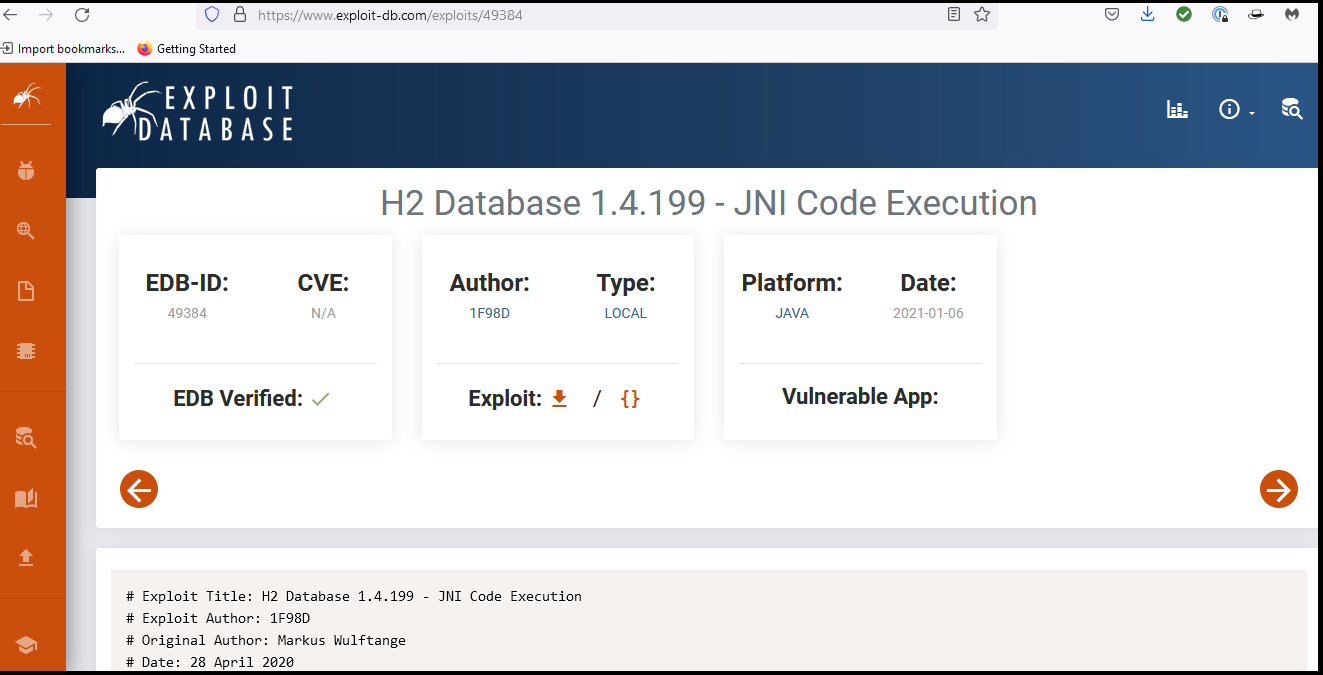 https://www.exploit-db.com/exploits/49384
Import bookmarks... Getting Started
EXPLOIT
DATABASE
H2 Database 1.4.199 - JNI Code Execution
EDB-ID: CVE:
49384 N/A
EDB Verified:
Author: Type:
1F98D LOCAL
Exploit: / {}
Platform: Date:
JAVA 2021-01-06
Vulnerable App:
# Exploit Title: H2 Database 1.4.199 - JNI Code Execution
# Exploit Author: 1F98D
# Original Author: Markus Wulftange
# Date: 28 April 2020